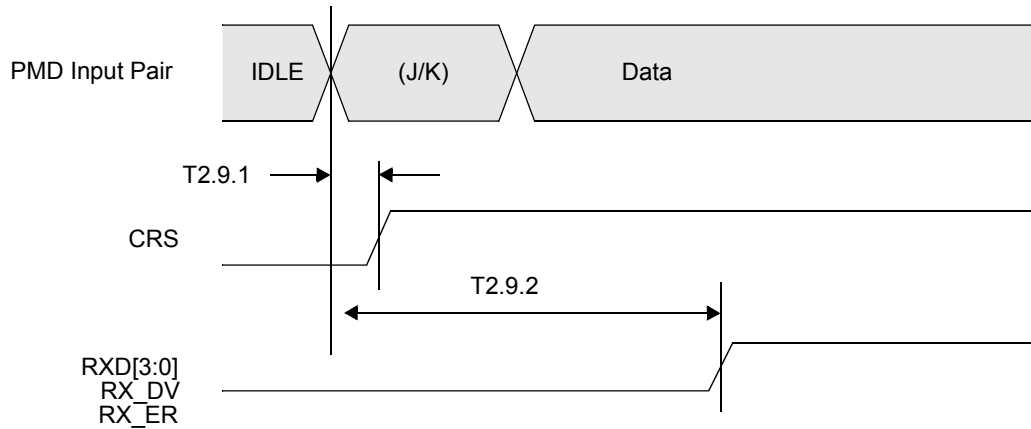 PMD Input Pair
IDLE
(J/K)
Data
T2.9.1
CRS
T2.9.2
RXD[3:0]
RX_DV
RX_ER